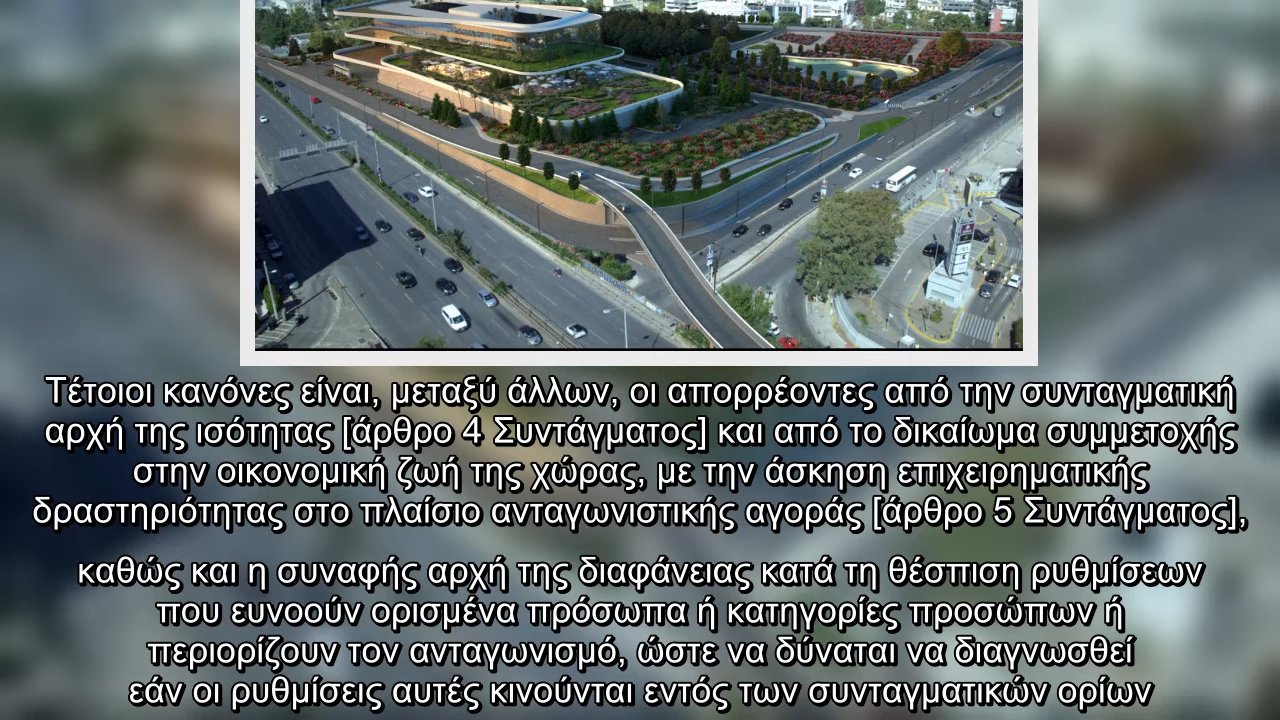 Τέτοιοι κανόνες είναι, μεταξύ άλλων, οι απορρέοντες από την συνταγματική
αρχή της ισότητας [άρθρο 4 Συντάγματος] και από το δικαίωμα συμμετοχής
στην οικονομική ζωή της χώρας, με την άσκηση επιχειρηματικής
δραστηριότητας στο πλαίσιο ανταγωνιστικής αγοράς [άρθρο 5 Συντάγματος],
καθώς και η συναφής αρχή της διαφάνειας κατά τη θέσπιση ρυθμίσεων
που ευνοούν ορισμένα πρόσωπα ή κατηγορίες προσώπων ή
περιορίζουν τον ανταγωνισμό, ώστε να δύναται να διαγνωσθεί
εάν οι ρυθμίσεις αυτές κινούνται εντός των συνταγματικών ορίων